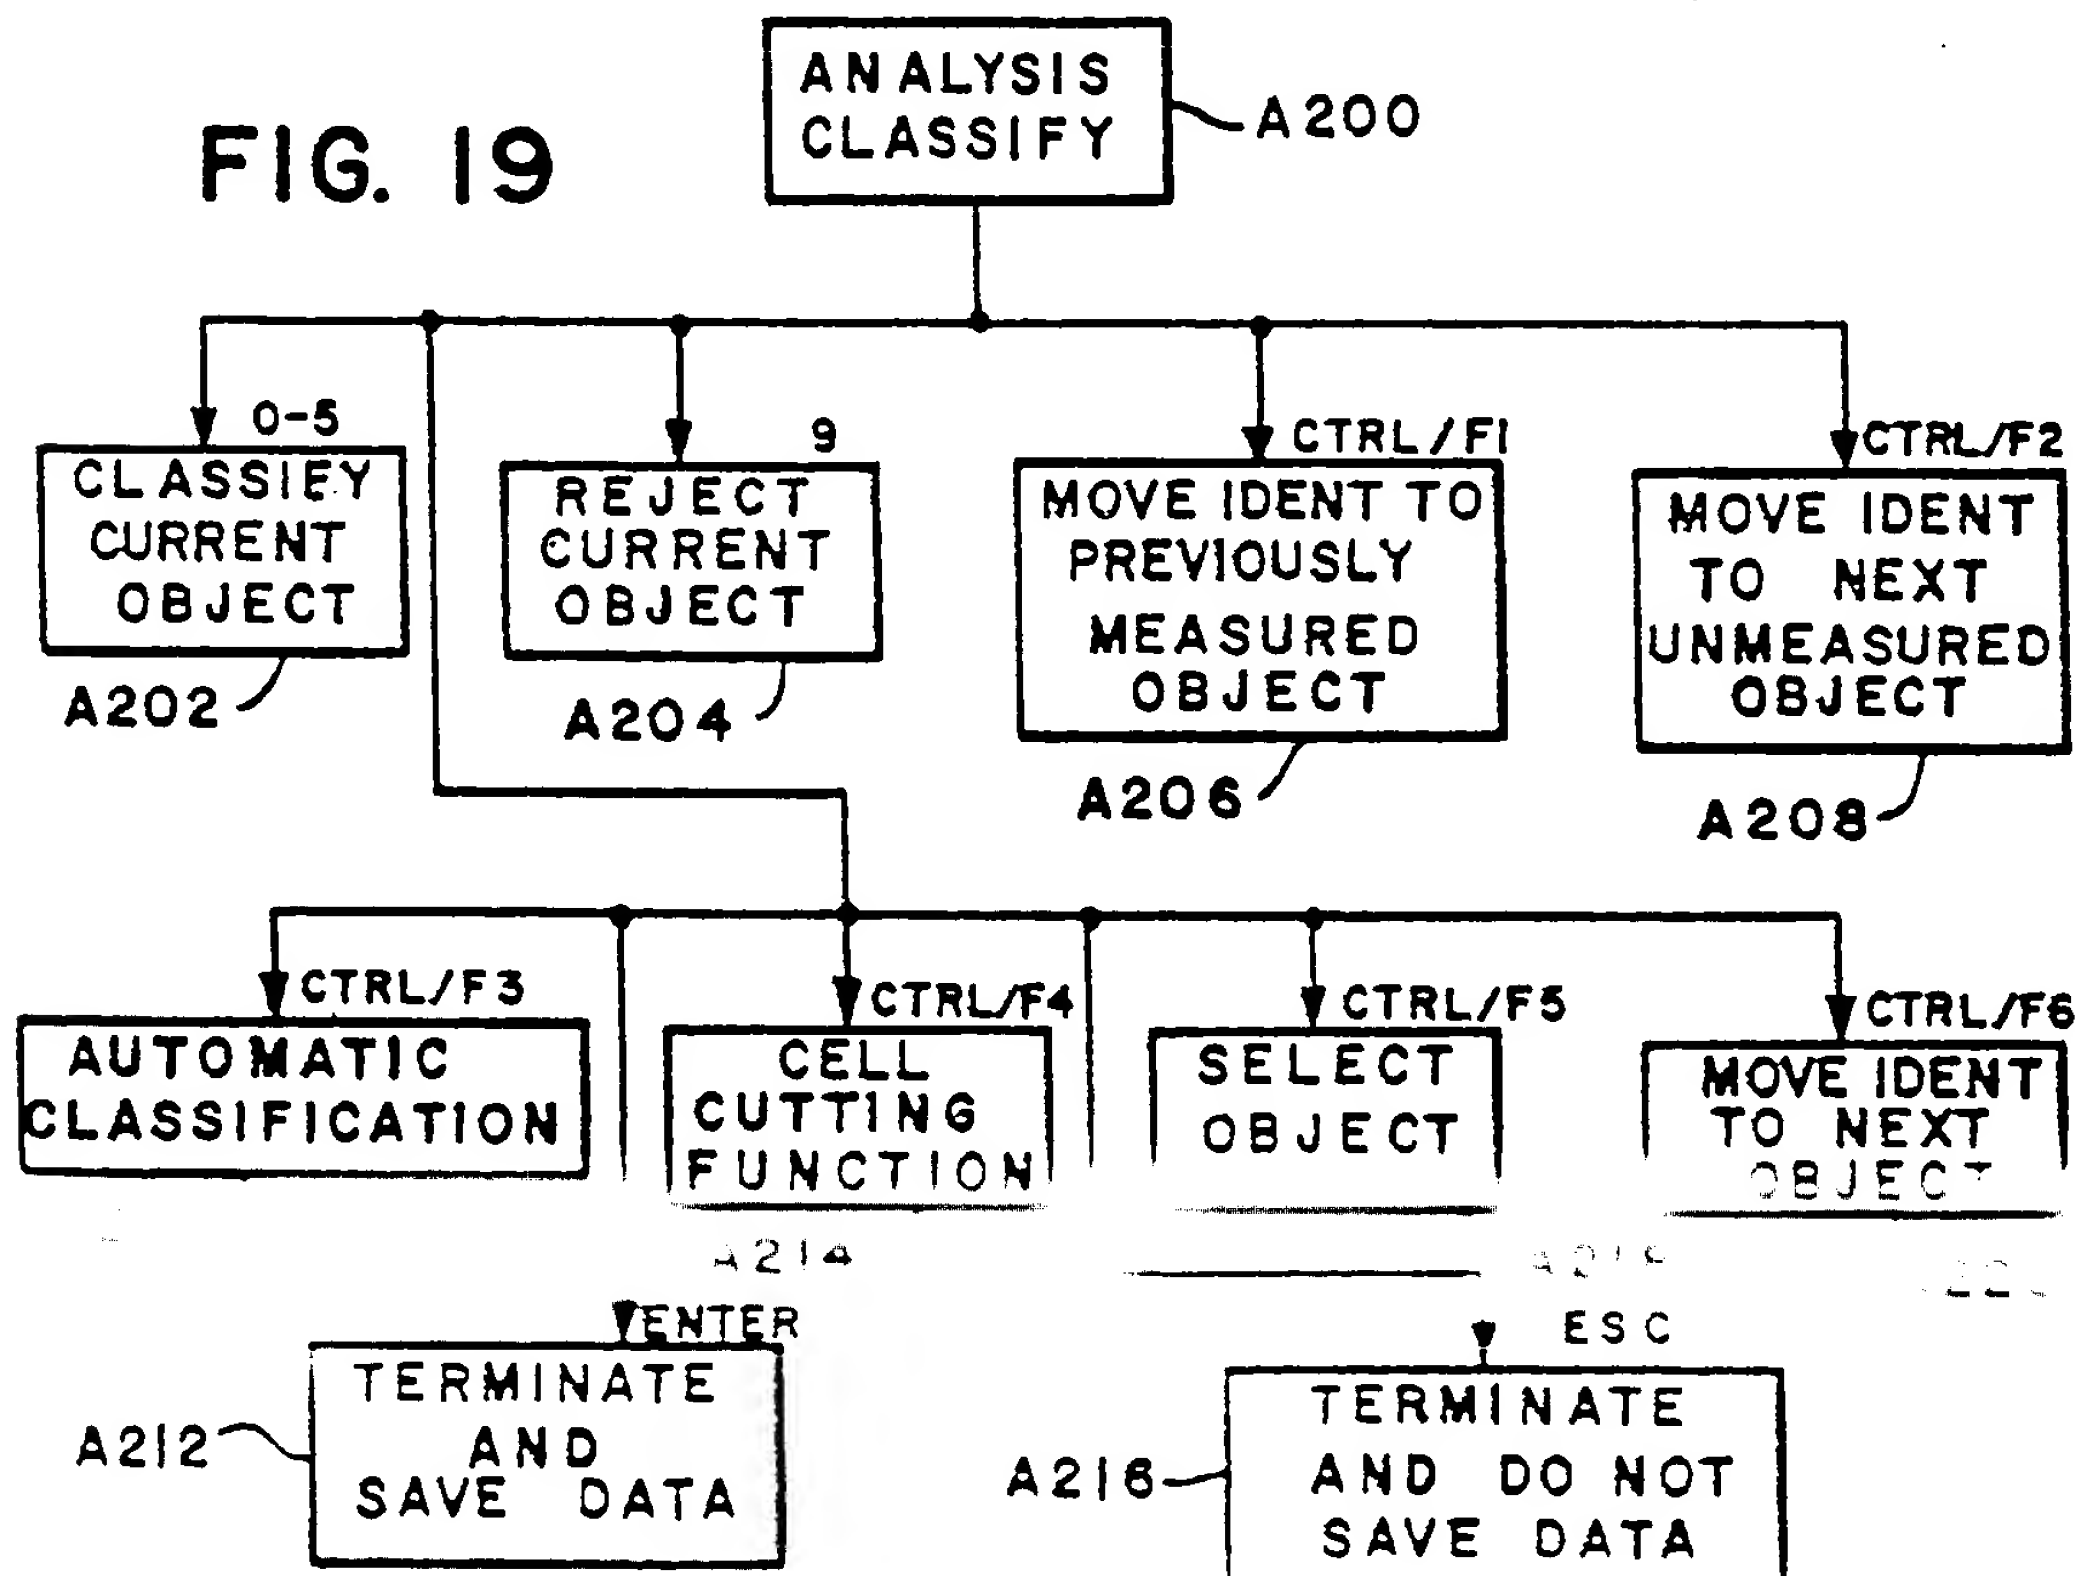 FIG. 19
ANALYSIS
CLASSIFY
A200
0-5
CLASSIFY
CURRENT
OBJECT
A202
9
REJECT
CURRENT
OBJECT
A204
CTRL/F1
MOVE IDENT TO
PREVIOUSLY
MEASURED
OBJECT
A206
CTRL/F2
MOVE IDENT
TO NEXT
UNMEASURED
OBJECT
A208
CTRL/F3
AUTOMATIC
CLASSIFICATION
CTRL/F4
CELL
CUTTING
FUNCTION
A214
CTRL/F5
SELECT
OBJECT
CTRL/F6
MOVE IDENT
TO NEXT
OBJECT
ENTER
TERMINATE
AND
SAVE DATA
A212
ESC
TERMINATE
AND DO NOT
SAVE DATA
A216